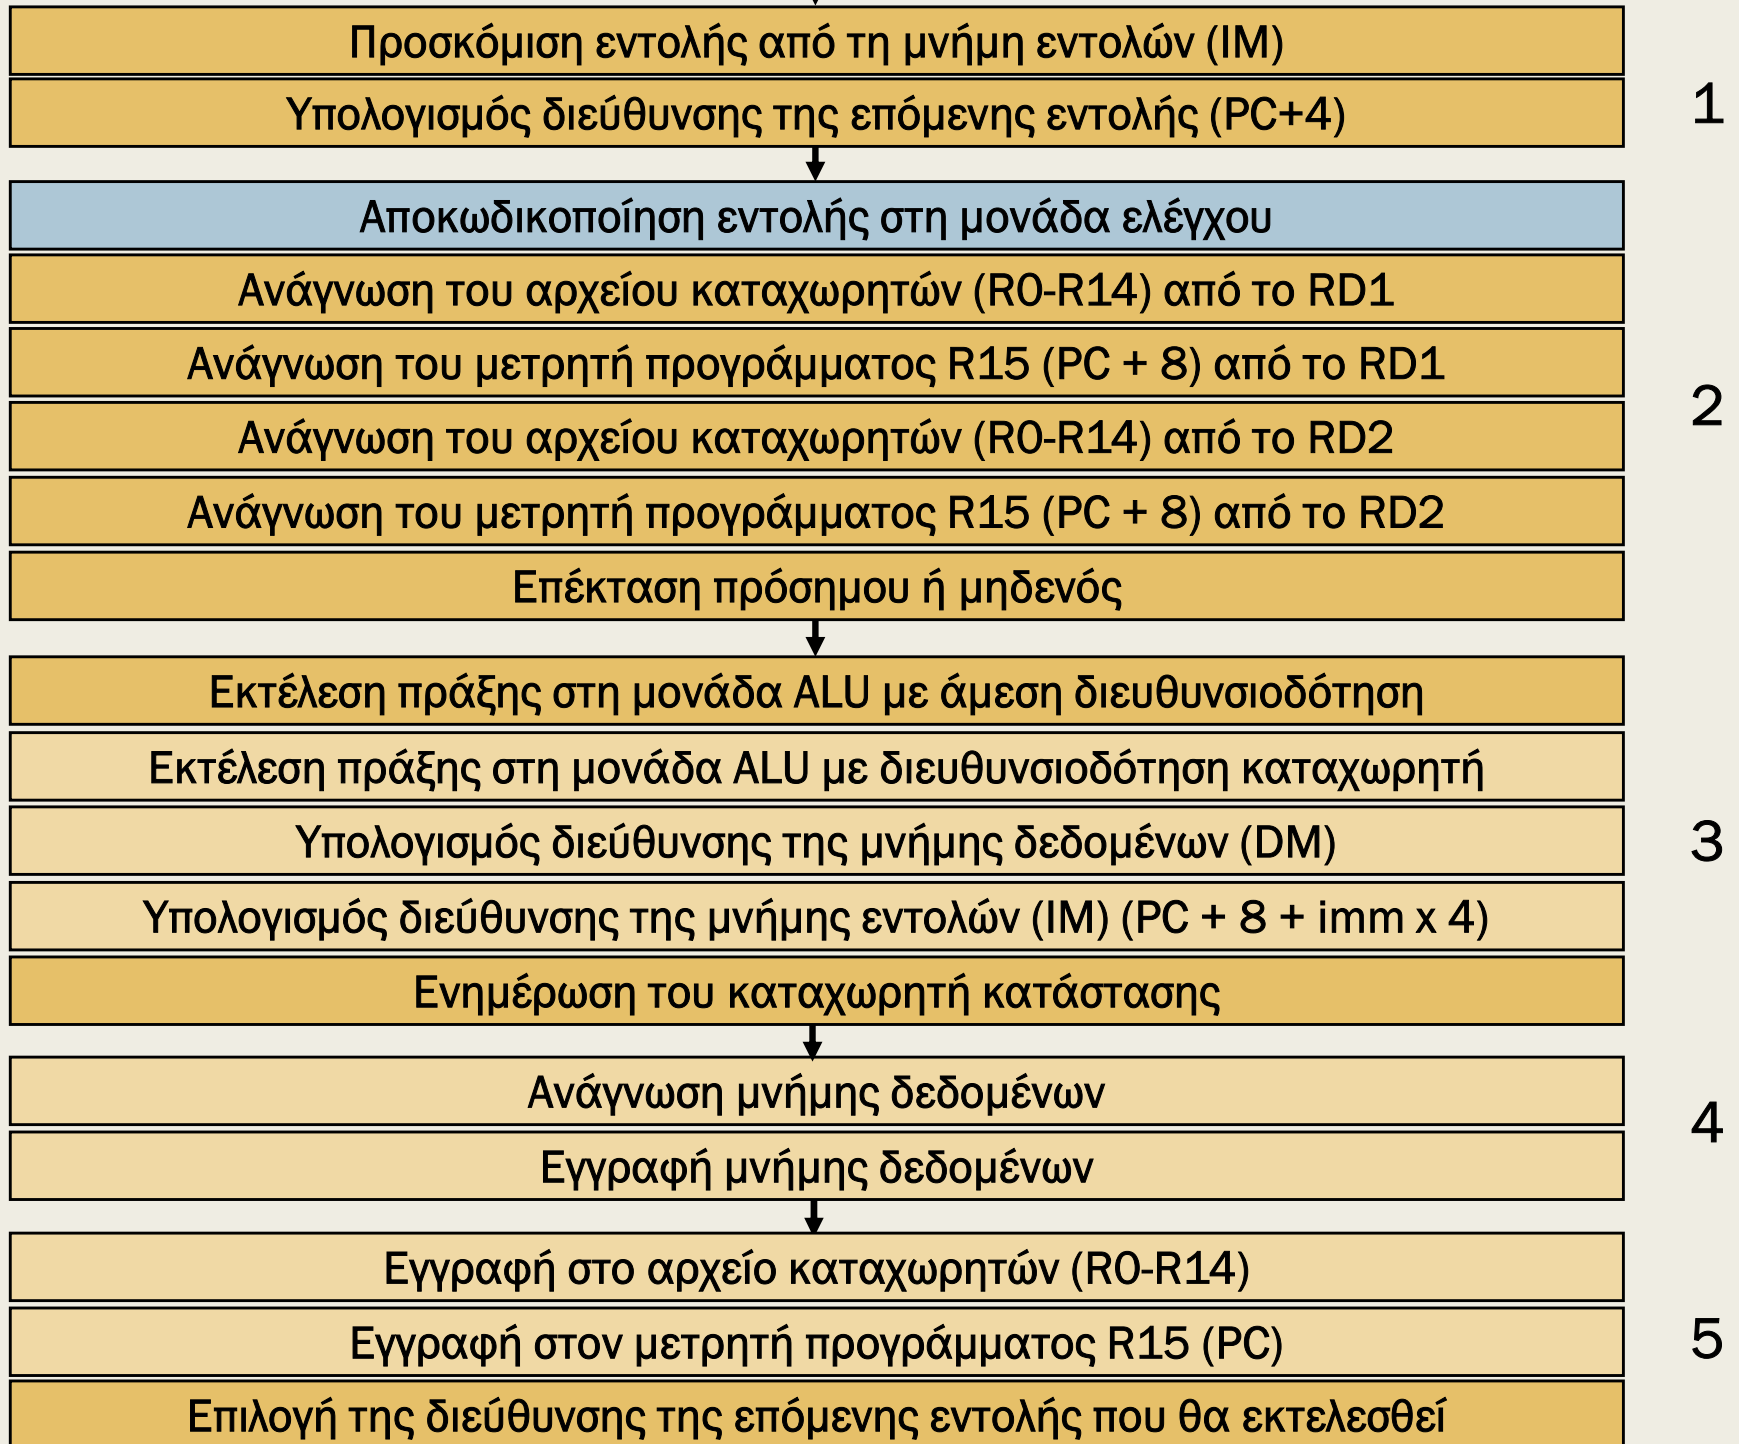 Προσκόμιση εντολής από τη μνήμη εντολών (IM)
Υπολογισμός διεύθυνσης της επόμενης εντολής (PC+4)
1
Αποκωδικοποίηση εντολής στη μονάδα ελέγχου
Ανάγνωση του αρχείου καταχωρητών (R0-R14) από το RD1
Ανάγνωση του μετρητή προγράμματος R15 (PC + 8) από το RD1
Ανάγνωση του αρχείου καταχωρητών (R0-R14) από το RD2
Ανάγνωση του μετρητή προγράμματος R15 (PC + 8) από το RD2
Επέκταση πρόσημου ή μηδενός
2
Εκτέλεση πράξης στη μονάδα ALU με άμεση διευθυνσιοδότηση
Εκτέλεση πράξης στη μονάδα ALU με διευθυνσιοδότηση καταχωρητή
Υπολογισμός διεύθυνσης της μνήμης δεδομένων (DM)
Υπολογισμός διεύθυνσης της μνήμης εντολών (IM) (PC + 8 + imm x 4)
Ενημέρωση του καταχωρητή κατάστασης
3
Ανάγνωση μνήμης δεδομένων
Εγγραφή μνήμης δεδομένων
4
Εγγραφή στο αρχείο καταχωρητών (R0-R14)
Εγγραφή στον μετρητή προγράμματος R15 (PC)
Επιλογή της διεύθυνσης της επόμενης εντολής που θα εκτελεσθεί
5